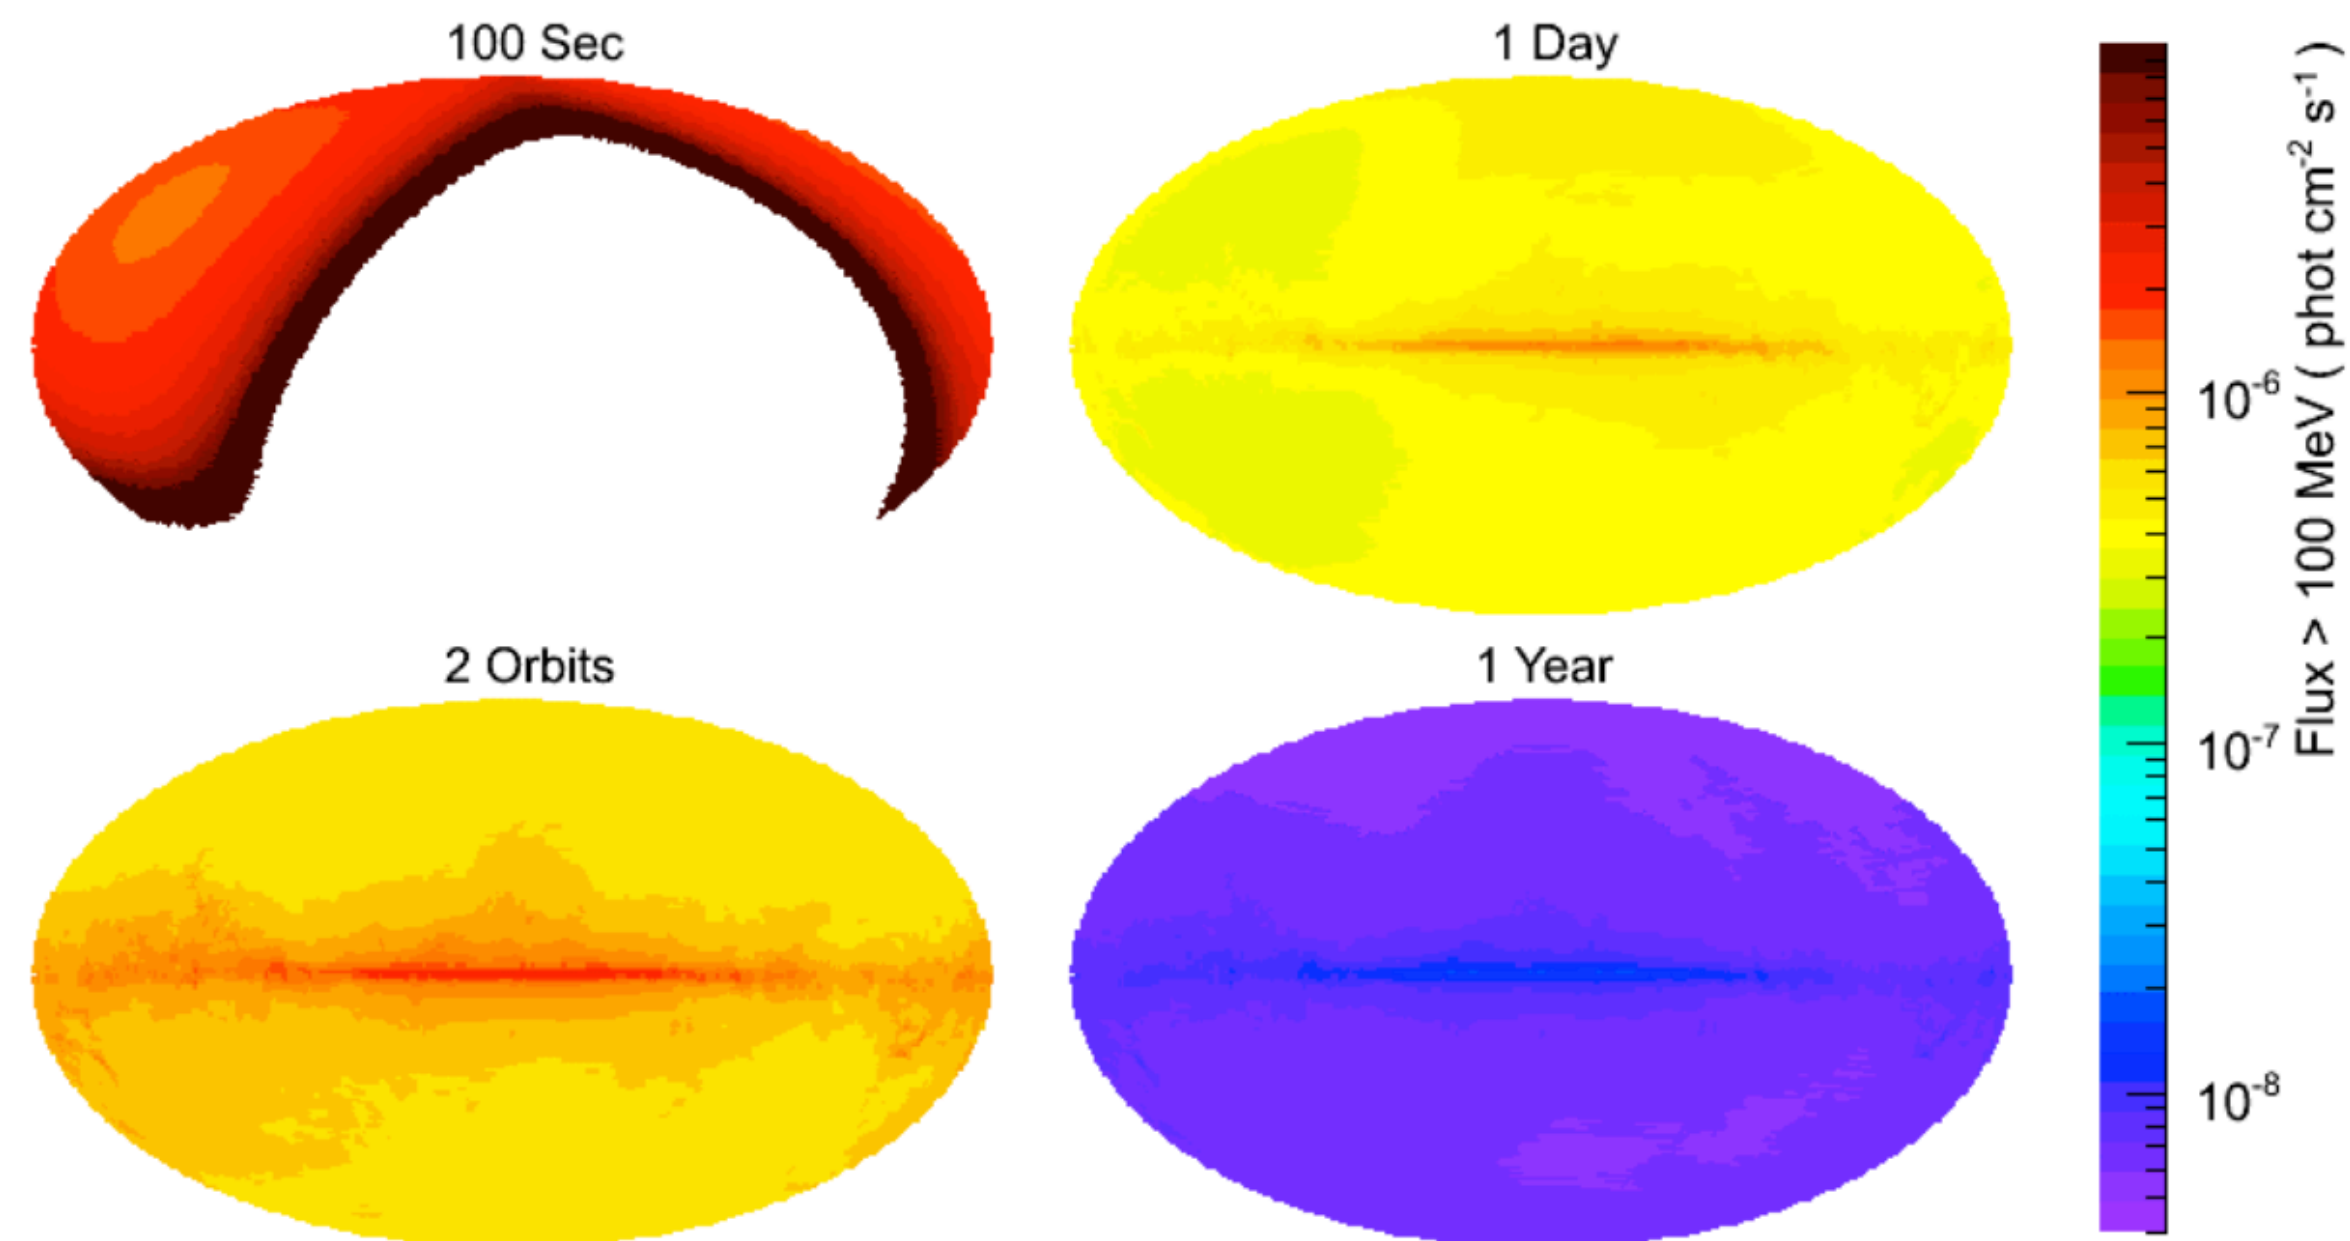 100 Sec
1 Day
2 Orbits
1 Year
10⁻⁶
10⁻⁷
10⁻⁸
Flux > 100 MeV ( phot cm⁻² s⁻¹ )